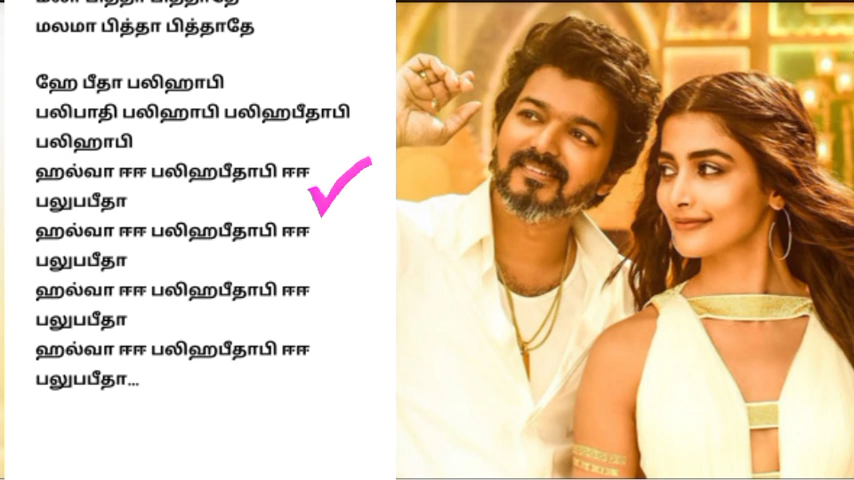 மலமா பித்தா பித்தாதே
ஹே பீதா பலிஹாபி
பலிபாதி பலிஹாபி பலிஹபீதாபி
பலிஹாபி
ஹல்வா ஈஈ பலிஹபீதாபி ஈஈ
பலுபபீதா
ஹல்வா ஈஈ பலிஹபீதாபி ஈஈ
பலுபபீதா
ஹல்வா ஈஈ பலிஹபீதாபி ஈஈ
பலுபபீதா
ஹல்வா ஈஈ பலிஹபீதாபி ஈஈ
பலுபபீதா...